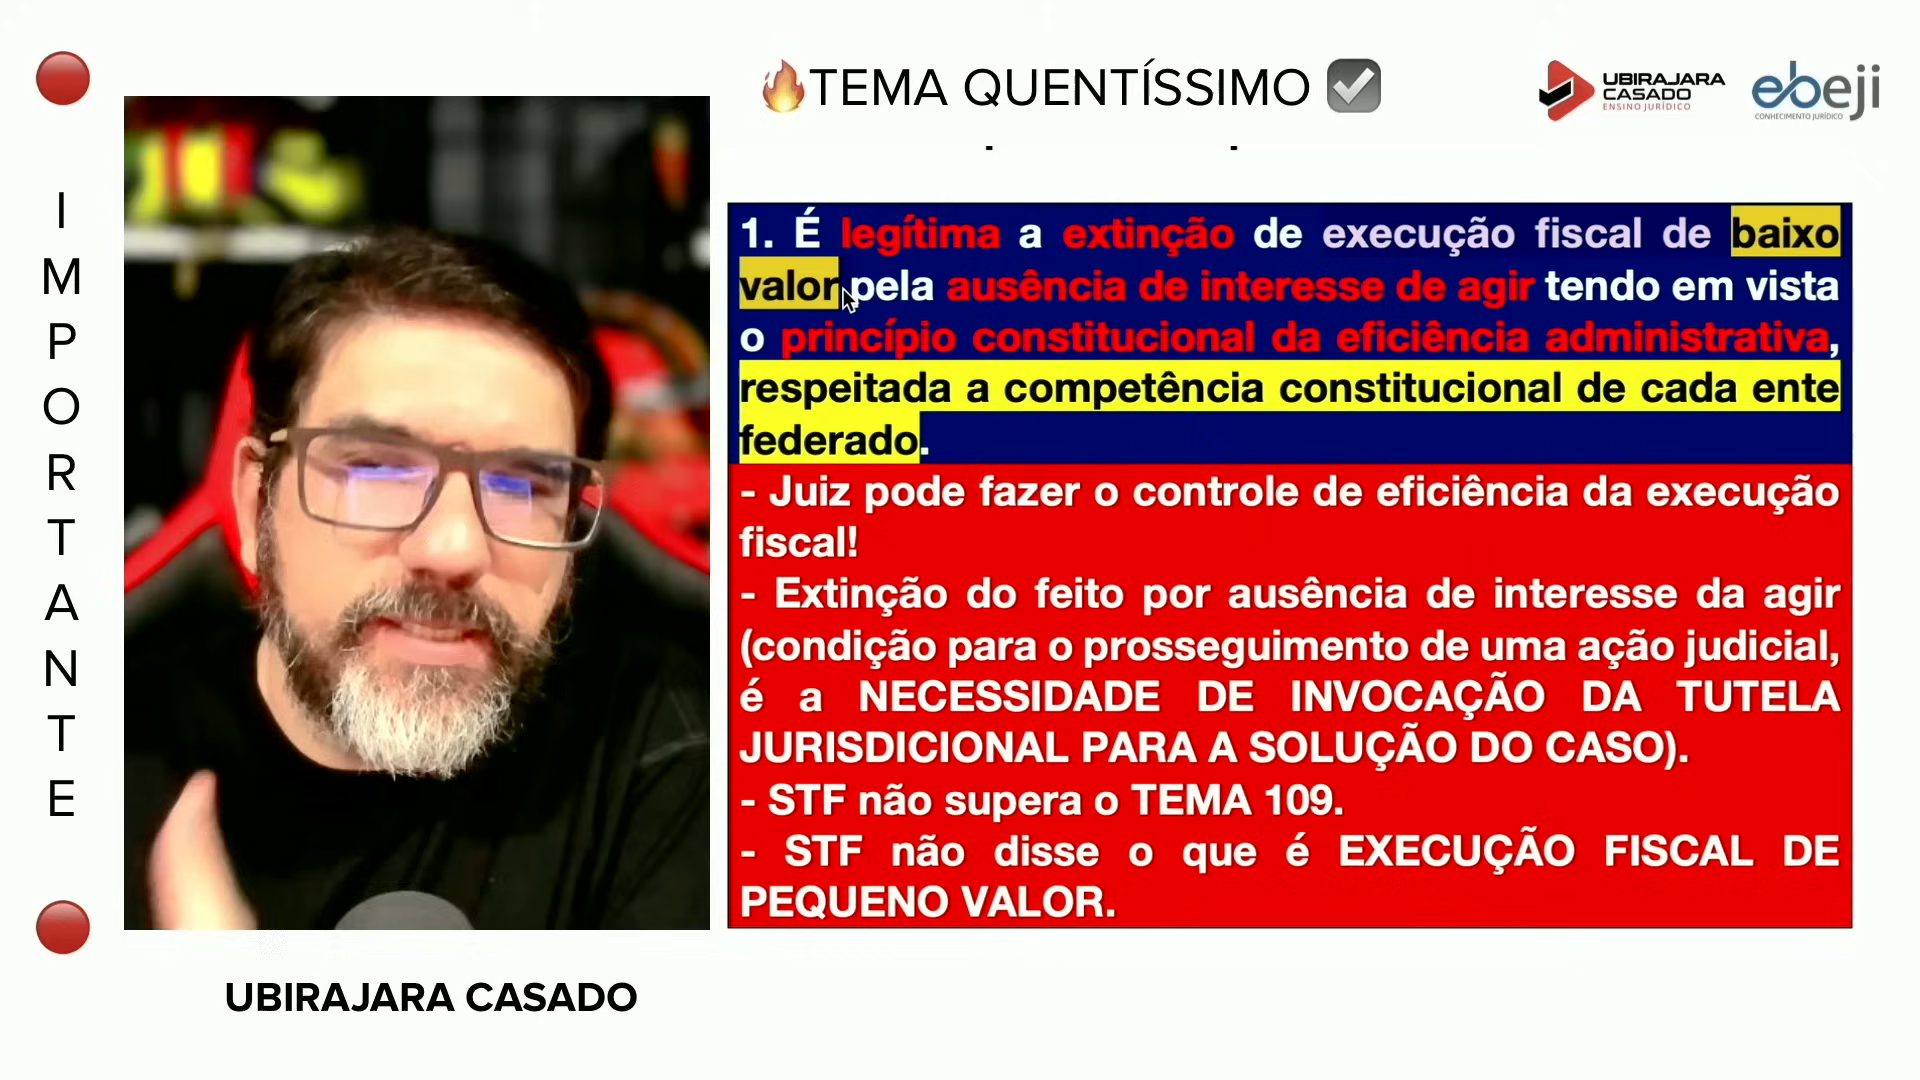 TEMA QUENTÍSSIMO
UBIRAJARA
CASADO
ENSINO JURÍDICO
ebeji
CONHECIMENTO JURÍDICO
I
M
P
O
R
T
A
N
T
E
1. É legítima a extinção de execução fiscal de baixo
valor pela ausência de interesse de agir tendo em vista
o princípio constitucional da eficiência administrativa,
respeitada a competência constitucional de cada ente
federado.
- Juiz pode fazer o controle de eficiência da execução
fiscal!
- Extinção do feito por ausência de interesse da agir
(condição para o prosseguimento de uma ação judicial,
é a NECESSIDADE DE INVOCAÇÃO DA TUTELA
JURISDICIONAL PARA A SOLUÇÃO DO CASO).
- STF não supera o TEMA 109.
- STF não disse o que é EXECUÇÃO FISCAL DE
PEQUENO VALOR.
UBIRAJARA CASADO